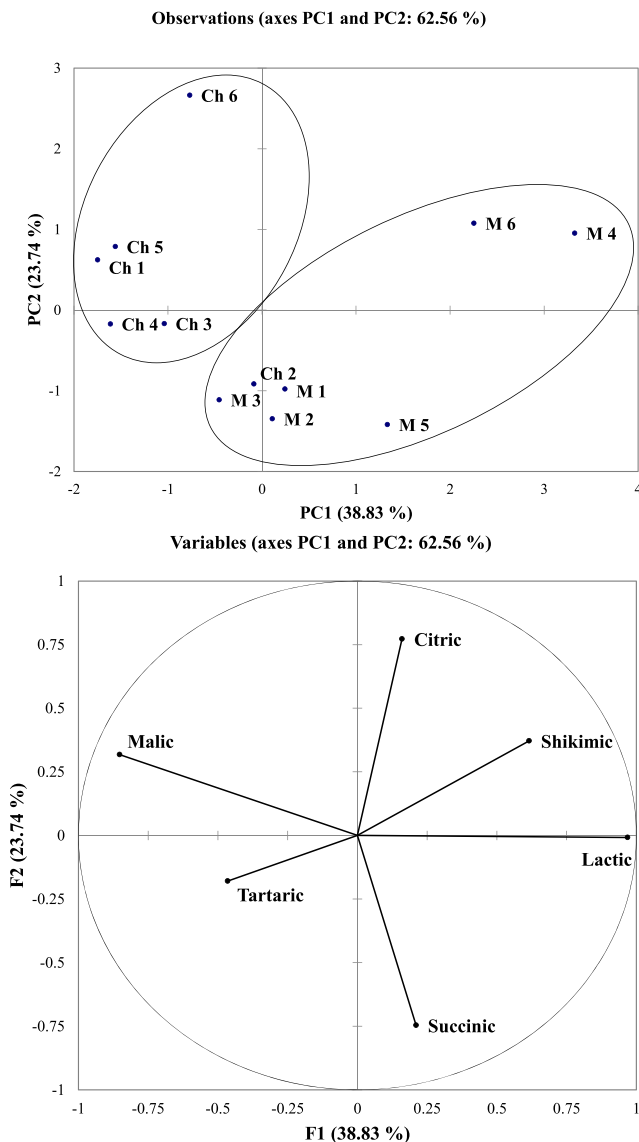 Observations (axes PC1 and PC2: 62.56 %)
3
Ch 6
2
M 6
M 4
1
Ch 5
Ch 1
PC2 (23.74 %)
0
Ch 4
Ch 3
Ch 2
-1
M 3
M 1
M 2
M 5
-2
-2
-1
0
1
2
3
4
PC1 (38.83 %)
Variables (axes PC1 and PC2: 62.56 %)
1
0.75
Citric
0.5
Malic
Shikimic
0.25
F2 (23.74 %)
0
Lactic
Tartaric
-0.25
-0.5
Succinic
-0.75
-1
-1
-0.75
-0.5
-0.25
0
0.25
0.5
0.75
1
F1 (38.83 %)